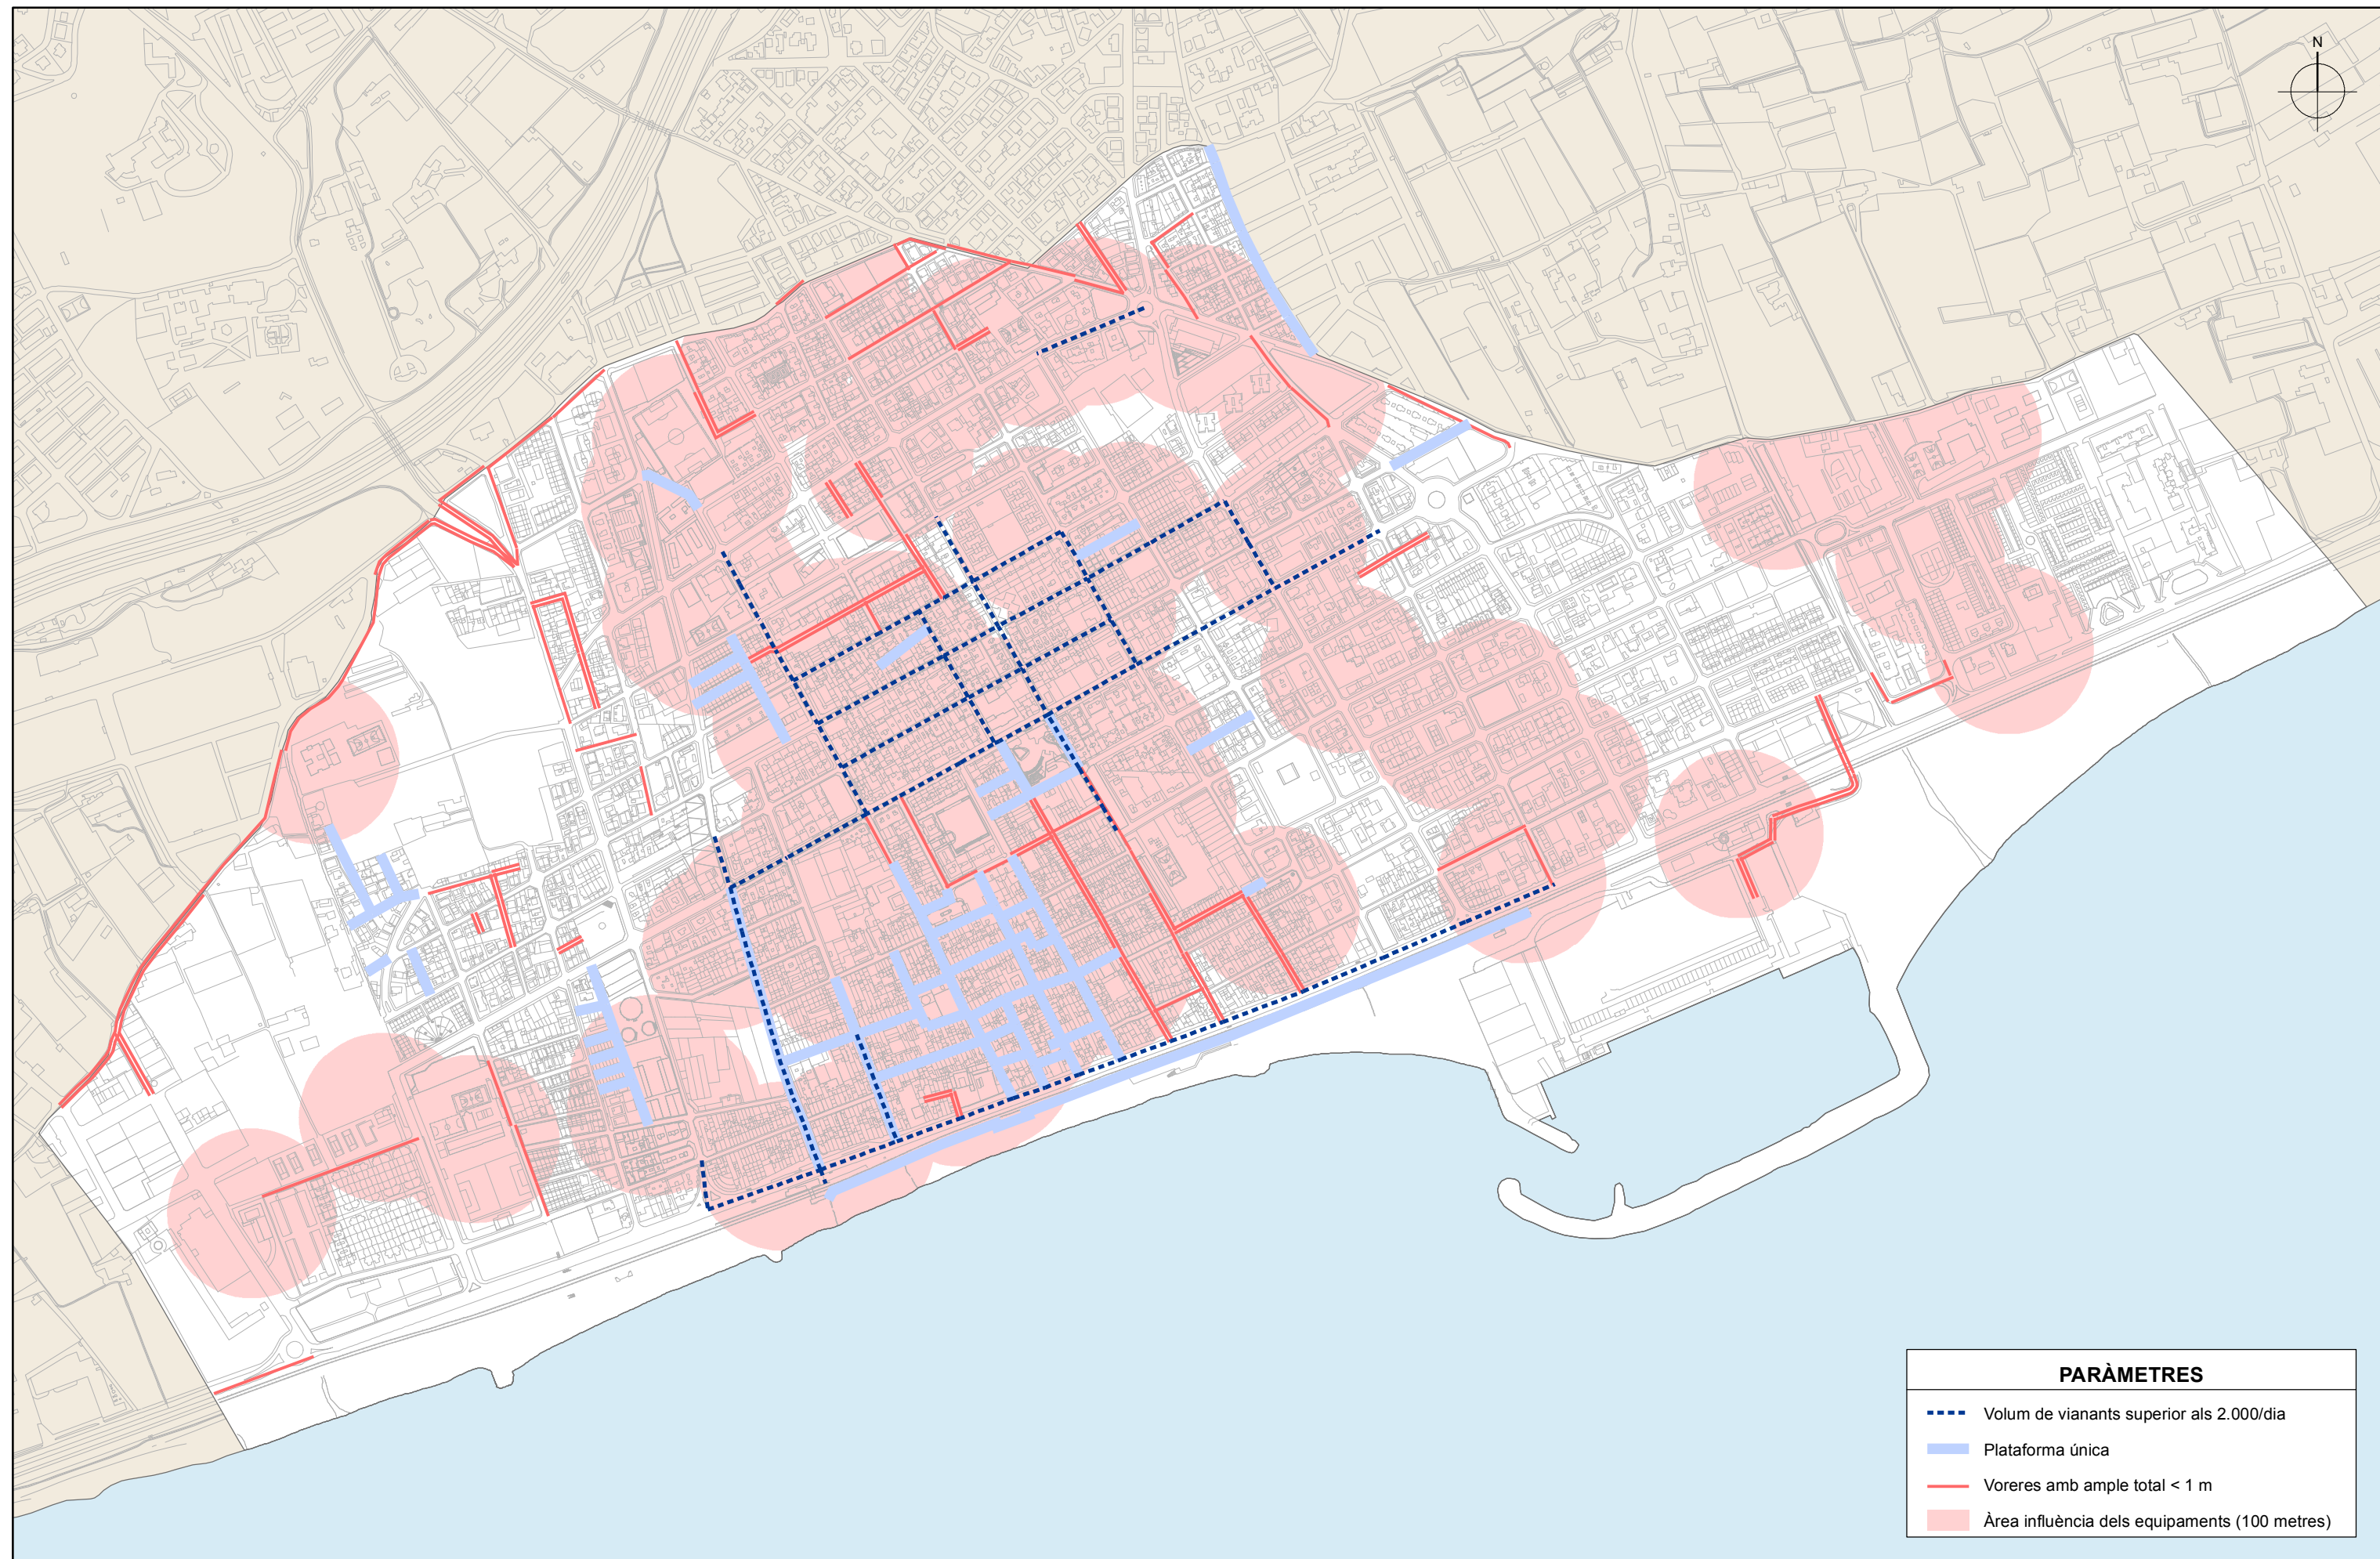 N
PARÀMETRES
Volum de vianants superior als 2.000/dia
Plataforma única
Voreres amb ample total < 1 m
Àrea influència dels equipaments (100 metres)